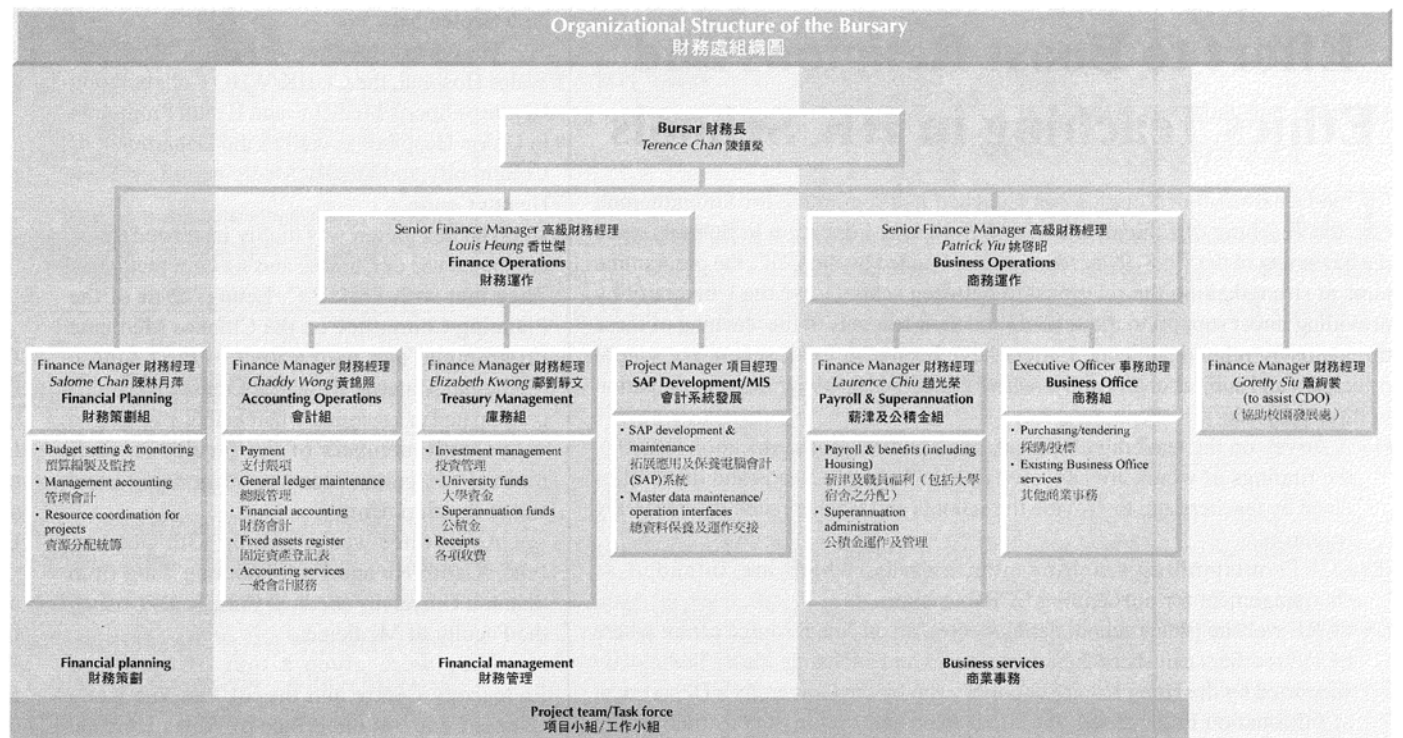 Organizational Structure of the Bursary
財務處組織圖
Bursar 財務長
Terence Chan 陳鎮榮
Senior Finance Manager 高級財務經理
Louis Heung 香世傑
Finance Operations
財務運作
Senior Finance Manager 高級財務經理
Patrick Yiu 姚啓昭
Business Operations
商務運作
Finance Manager 財務經理
Salome Chan 陳林月萍
Financial Planning
財務策劃組
• Budget setting & monitoring
預算編製及監控
• Management accounting
管理會計
• Resource coordination for
projects
資源分配統籌
Finance Manager 財務經理
Chaddy Wong 黃錦照
Accounting Operations
會計組
• Payment
支付賬項
• General ledger maintenance
總賬管理
• Financial accounting
財務會計
• Fixed assets register
固定資產登記表
• Accounting services
一般會計服務
Finance Manager 財務經理
Elizabeth Kwong 鄺劉靜文
Treasury Management
庫務組
• Investment management
投資管理
• University funds
大學資金
• Superannuation funds
公積金
• Receipts
各項收費
Project Manager 項目經理
SAP Development/MIS
會計系統發展
• SAP development &
maintenance
拓展應用及保養電腦會計
(SAP)系統
• Master data maintenance/
operation interfaces
總資料保養及運作交接
Finance Manager 財務經理
Laurence Chiu 趙光榮
Payroll & Superannuation
薪津及公積金組
• Payroll & benefits (including
Housing)
薪津及職員福利（包括大學
宿舍之分配）
• Superannuation
administration
公積金運作及管理
Executive Officer 事務助理
Business Office
商務組
• Purchasing/tendering
採購/投標
• Existing Business Office
services
其他商業事務
Finance Manager 財務經理
Goretty Siu 蕭絢裳
(to assist CDO)
（協助校園發展處）
Financial planning
財務策劃
Financial management
財務管理
Business services
商業事務
Project team/Task force
項目小組/工作小組